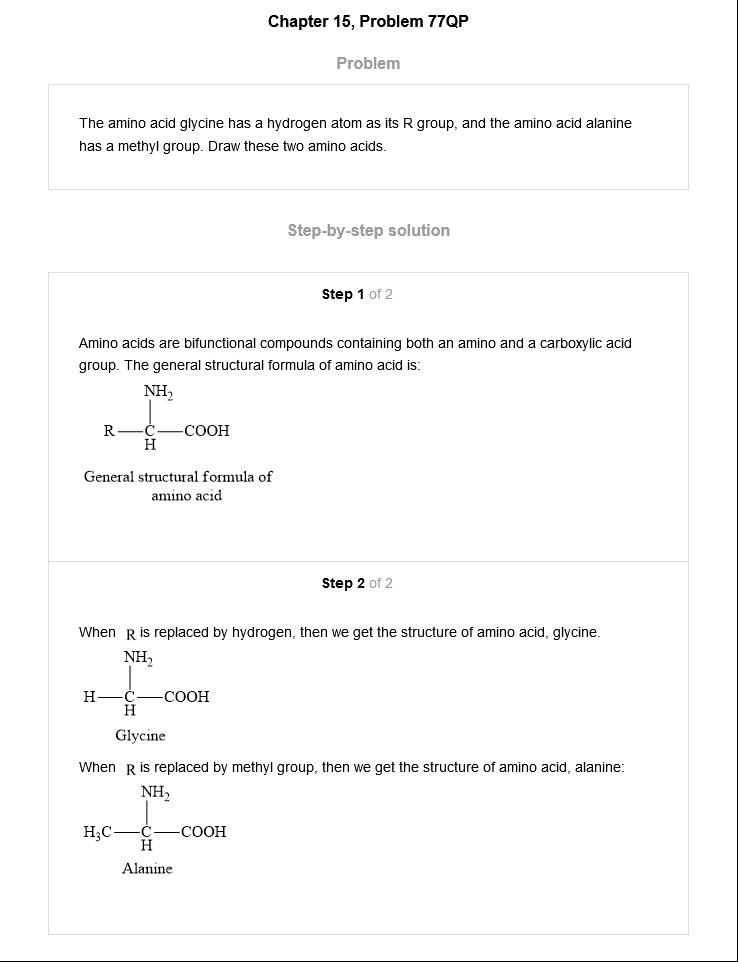 Chapter 15, Problem 77QP
Problem
The amino acid glycine has a hydrogen atom as its R group, and the amino acid alanine
has a methyl group. Draw these two amino acids.
Step-by-step solution
Step 1 of 2
Amino acids are bifunctional compounds containing both an amino and a carboxylic acid
group. The general structural formula of amino acid is:
NH₂
R—C—COOH
H
General structural formula of
amino acid
Step 2 of 2
When R is replaced by hydrogen, then we get the structure of amino acid, glycine.
NH₂
H—C—COOH
H
Glycine
When R is replaced by methyl group, then we get the structure of amino acid, alanine:
NH₂
H₃C—C—COOH
H
Alanine